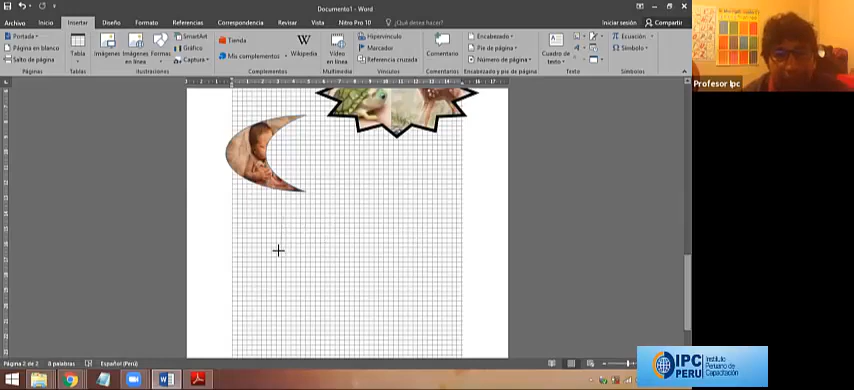 Documento1 - Word
Archivo Inicio Insertar Diseño Formato Referencias Correspondencia Revisar Vista Nitro Pro 10 ¿Qué desea hacer? Iniciar sesión Compartir
Portada
Página en blanco
Salto de página
Páginas
Tabla
Tablas
Imágenes
Imágenes en línea
Formas
SmartArt
Gráfico
Captura
Ilustraciones
Tienda
Mis complementos
Wikipedia
Complementos
Vídeo en línea
Multimedia
Hipervínculo
Marcador
Referencia cruzada
Vínculos
Comentario
Comentarios
Encabezado
Pie de página
Número de página
Encabezado y pie de página
Cuadro de texto
Texto
Ecuación
Símbolo
Símbolos
Profesor Ipc
Página 2 de 2 8 palabras Español (Perú)
IPC PERU
Instituto
Peruano de
Capacitación